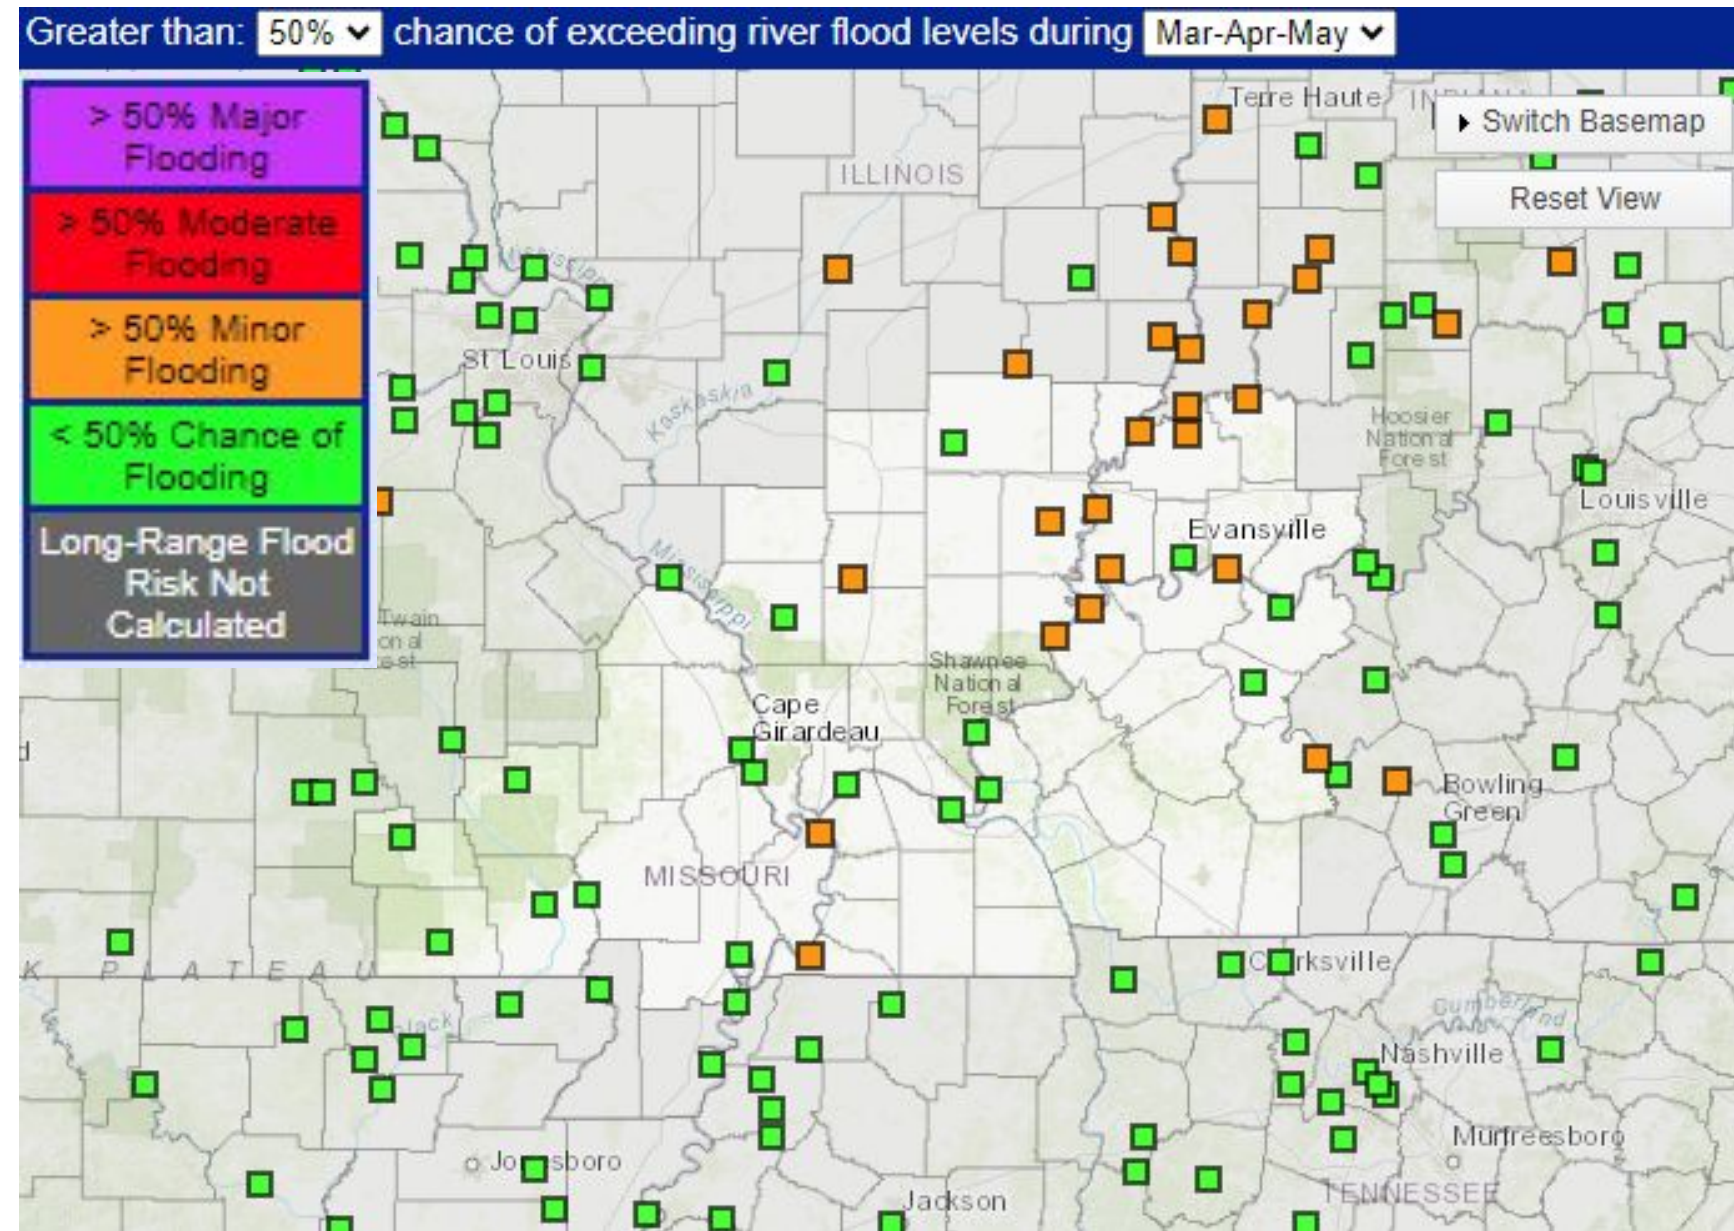 Greater than: 50% chance of exceeding river flood levels during Mar-Apr-May
> 50% Major
Flooding
> 50% Moderate
Flooding
> 50% Minor
Flooding
< 50% Chance of
Flooding
Long-Range Flood
Risk Not
Calculated
Switch Basemap
Reset View
Terre Haute
ILLINOIS
St Louis
Kaskaskia
Hoosier
National
Forest
Louisville
Evansville
Mississippi
Twain
Shawnee
National
Forest
Cape
Girardeau
Bowling
Green
MISSOURI
K PLATEAU
Cumberland
Nashville
Murfreesboro
Jackson
TENNESSEE